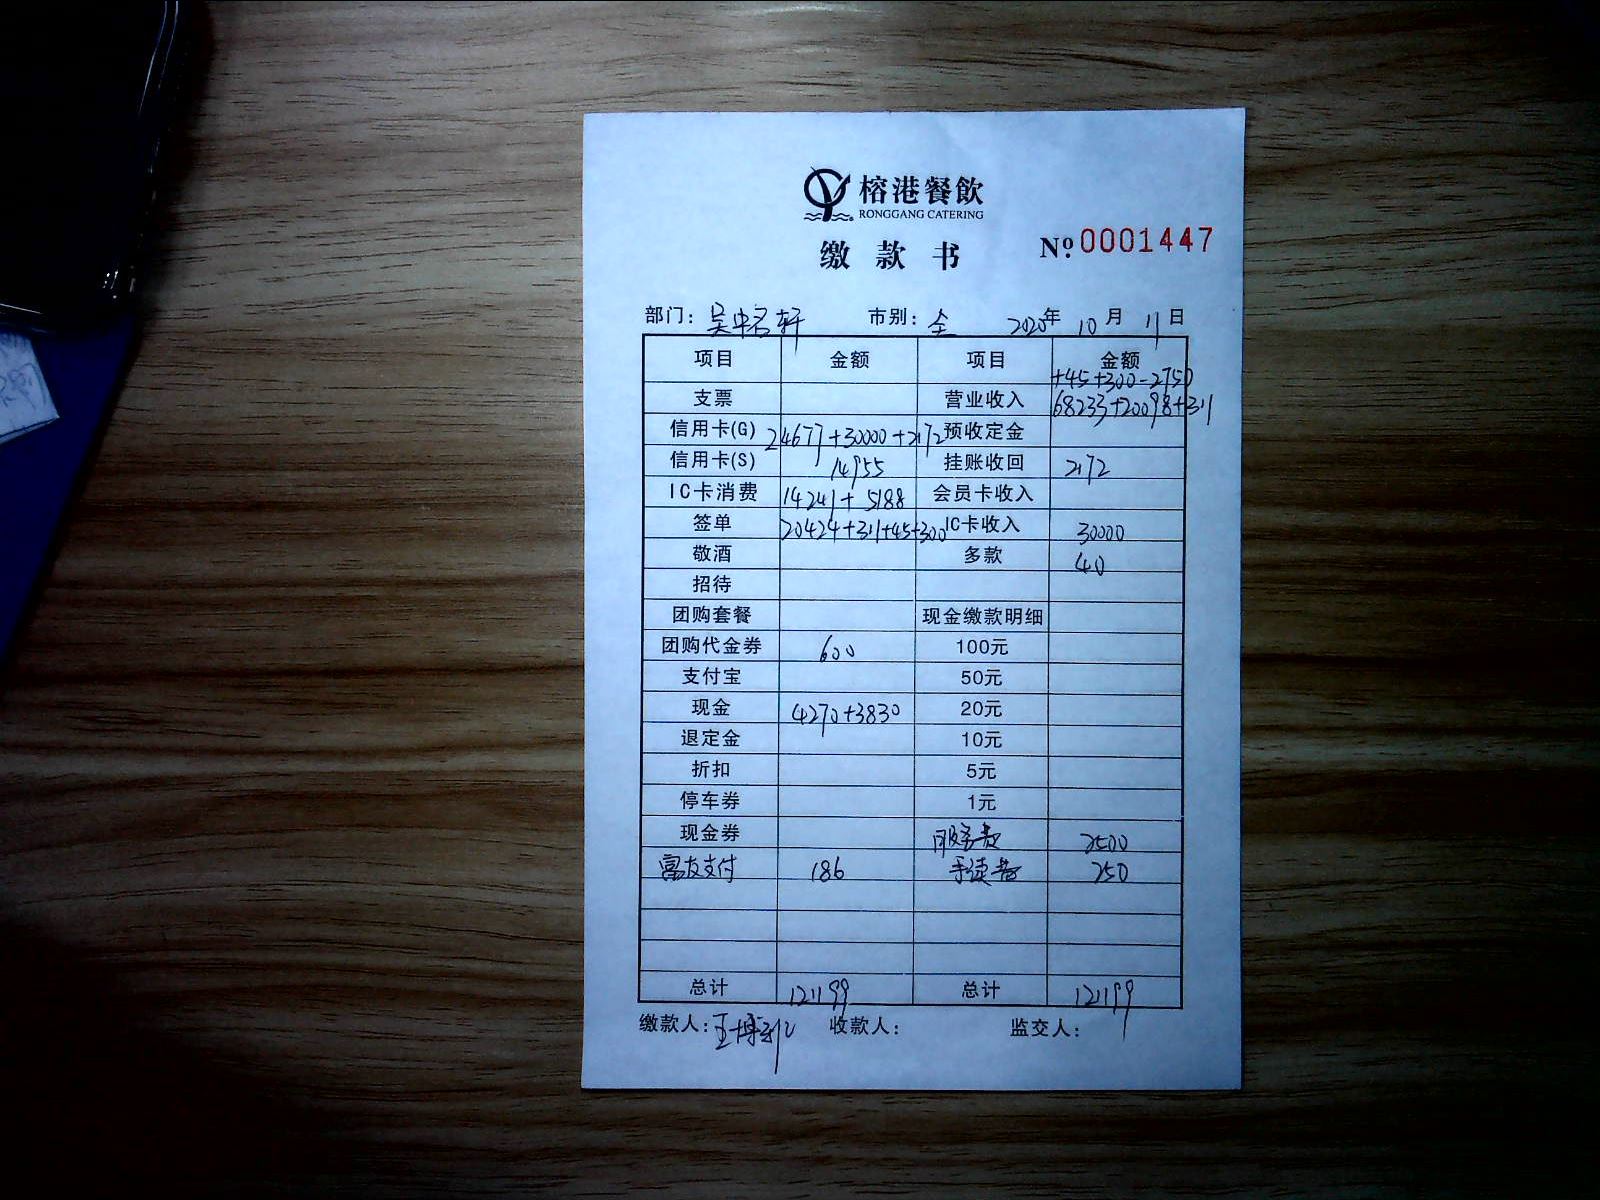 榕港餐飲
RONGGANG CATERING
缴款书
Nº 0001447
部门: 吴中名轩 市别: 全 2020年 10月 11日
项目 金额 项目 金额
+45+300-2750
支票 营业收入 68233+20098+311
信用卡(G) 24677+30000+2172 预收定金
信用卡(S) 14955 挂账收回 2172
IC卡消费 14241+5188 会员卡收入
签单 20424+311+45+300 IC卡收入 30000
敬酒 多款 40
招待
团购套餐 现金缴款明细
团购代金券 600 100元
支付宝 50元
现金 4270+3830 20元
退定金 10元
折扣 5元
停车券 1元
现金券 服务费 2500
富友支付 186 手续费 250
总计 121199 总计 121199
缴款人: 收款人: 监交人: